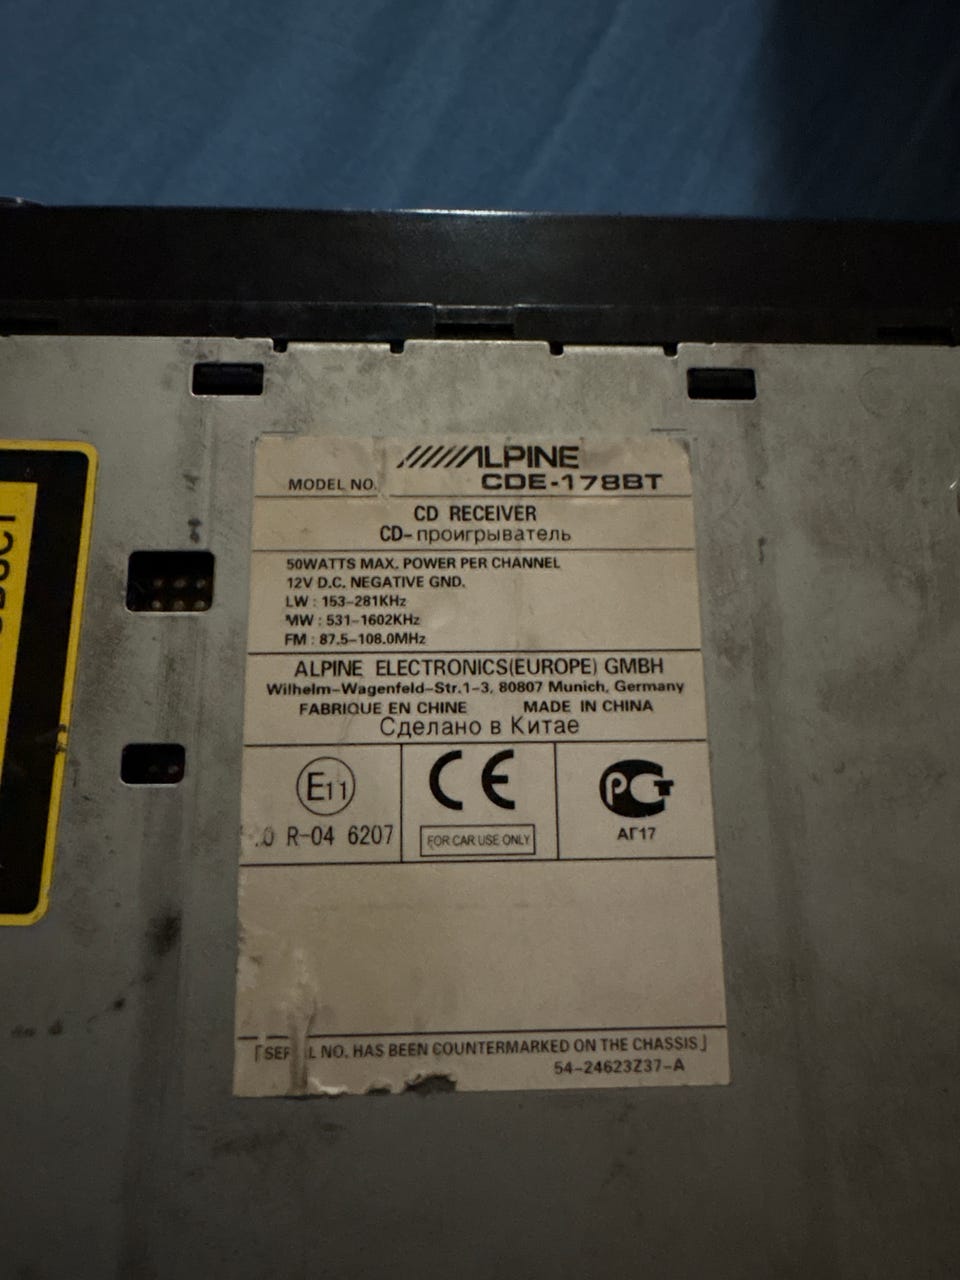 ALPINE
MODEL NO. CDE-178BT
CD RECEIVER
CD-проигрыватель
50WATTS MAX. POWER PER CHANNEL
12V D.C. NEGATIVE GND.
LW : 153-281KHz
MW : 531-1602KHz
FM : 87.5-108.0MHz
ALPINE ELECTRONICS(EUROPE) GMBH
Wilhelm-Wagenfeld-Str.1-3, 80807 Munich, Germany
FABRIQUE EN CHINE MADE IN CHINA
Сделано в Китае
E11 CE РСТ
R-04 6207 FOR CAR USE ONLY АГ17
NO. HAS BEEN COUNTERMARKED ON THE CHASSIS」
54-24623Z37-A